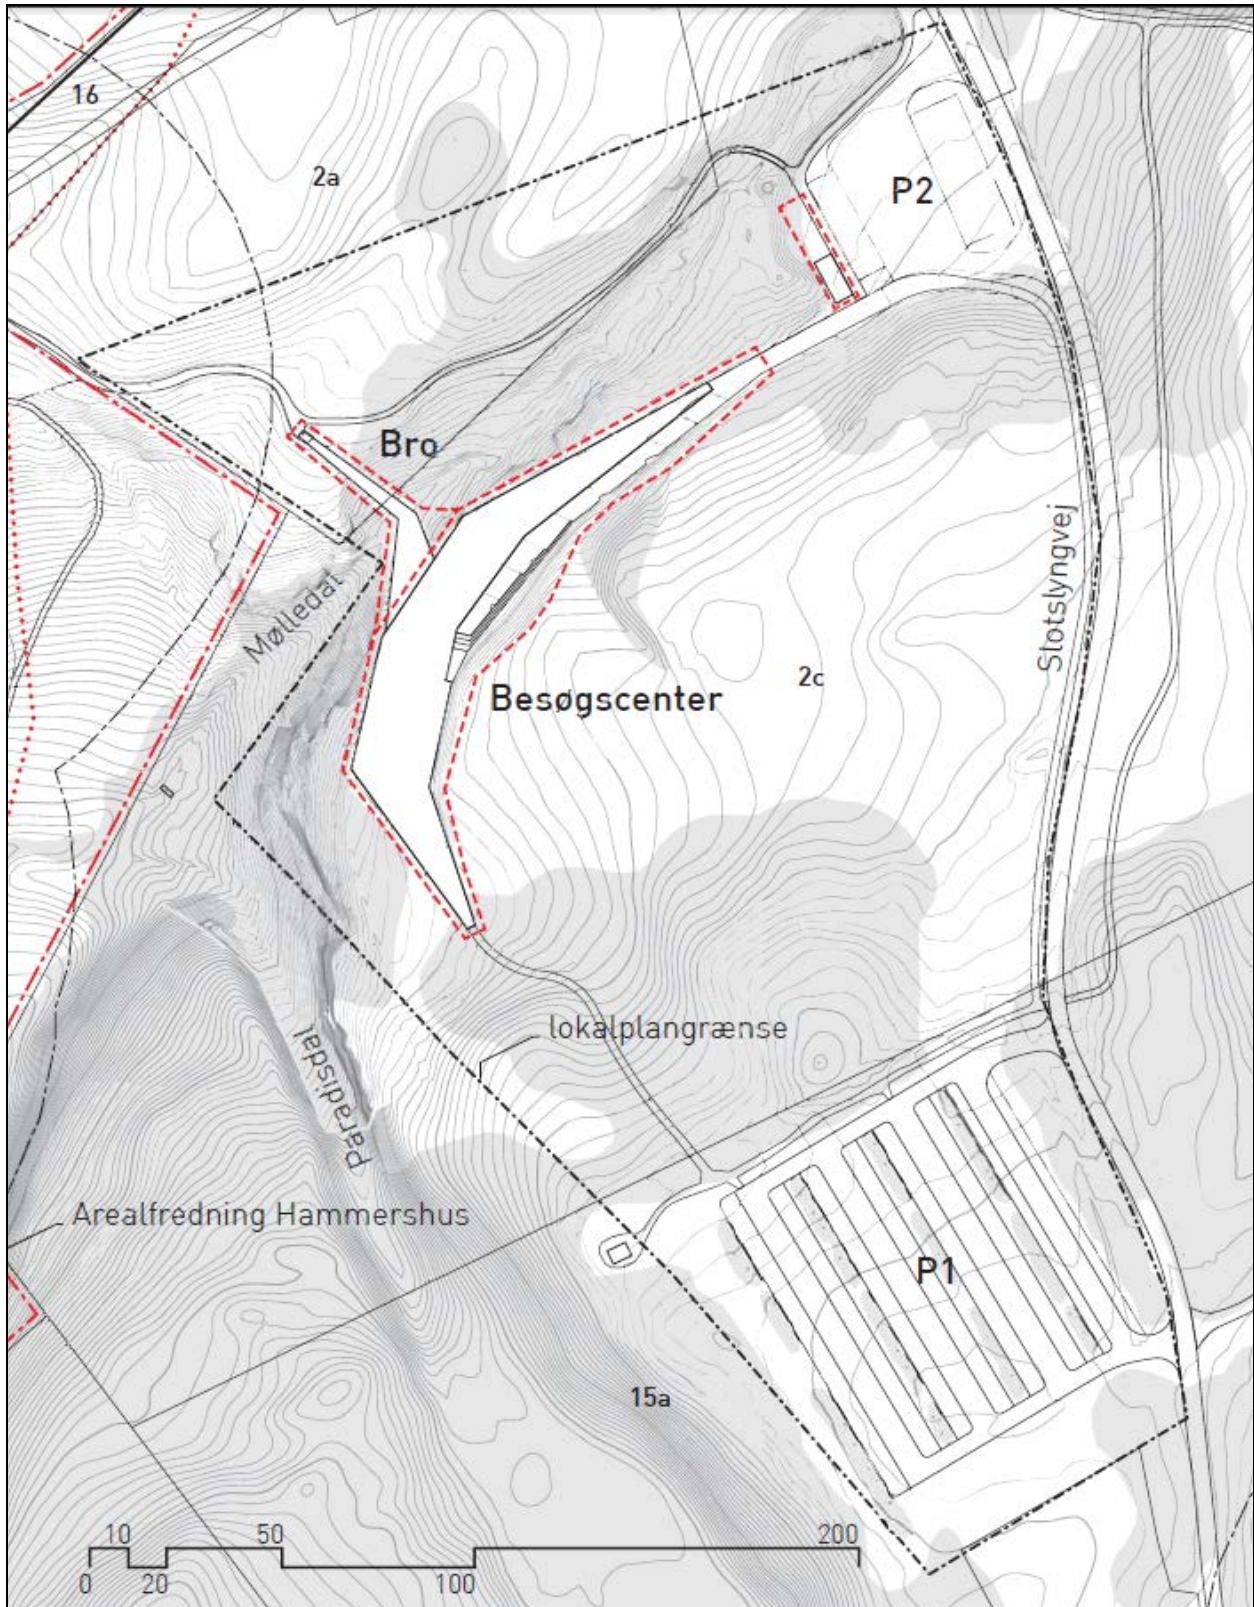 16
2a
P2
Bro
Slotslyngvej
Mølledal
2c
Besøgscenter
lokalplangrænse
Paradisdal
Arealfredning Hammershus
P1
15a
10 50 200
0 20 100